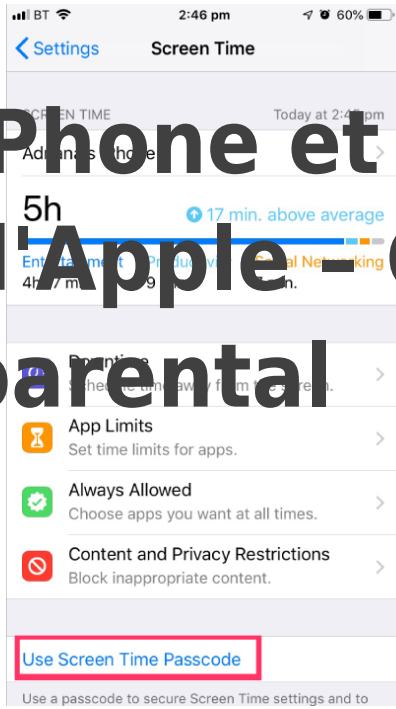 BT 2:46 pm 60%
Settings Screen Time
SCREEN TIME Today at 2:45 pm
Phone et
5h
17 min. above average
l'Apple –
Social Networking
parental
App Limits
Set time limits for apps.
Always Allowed
Choose apps you want at all times.
Content and Privacy Restrictions
Block inappropriate content.
Use Screen Time Passcode
Use a passcode to secure Screen Time settings and to